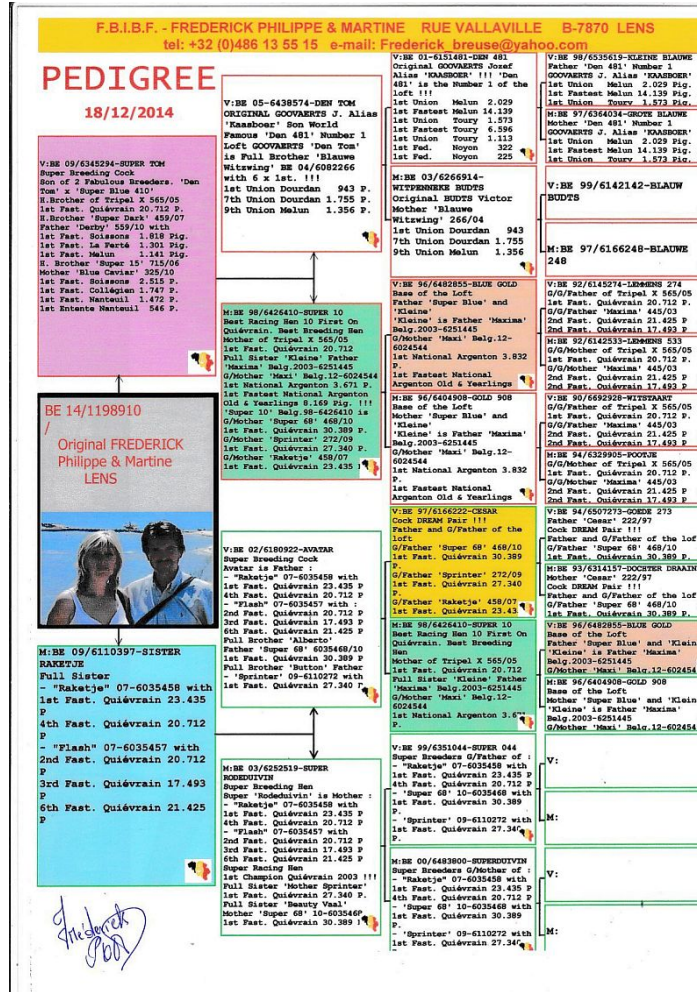 F.B.I.B.F. - FREDERICK PHILIPPE & MARTINE RUE VALLAVILLE B-7870 LENS
tel: +32 (0)486 13 55 15 e-mail: Frederick_breuse@yahoo.com
PEDIGREE
18/12/2014
V:BE 09/6345294-SUPER TOM
Super Breeding Cock
Son of 2 Fabulous Breeders. 'Den
Tom' x 'Super Blue 410'
H.Brother of Tripel X 565/05
1st Fast. Quiévrain 20.712 P.
H.Brother 'Super Dark' 459/07
Father 'Derby' 559/10 with
1st Fast. Soissons 1.818 Pig.
1st Fast. La Ferté 1.301 Pig.
1st Fast. Melun 1.141 Pig.
H. Brother 'Super 15' 715/06
Mother 'Blue Caviar' 325/10
1st Fast. Soissons 2.515 P.
1st Fast. Collégien 1.747 P.
1st Fast. Nanteuil 1.472 P.
1st Entente Nanteuil 546 P.
BE 14/1198910
/
Original FREDERICK
Philippe & Martine
LENS
M:BE 09/6110397-SISTER
RAKETJE
Full Sister
- "Raketje" 07-6035458 with
1st Fast. Quiévrain 23.435
P
4th Fast. Quiévrain 20.712
P
- "Flash" 07-6035457 with
2nd Fast. Quiévrain 20.712
P
3rd Fast. Quiévrain 17.493
P
6th Fast. Quiévrain 21.425
P
V:BE 05-6438574-DEN TOM
ORIGINAL GOOVAERTS J. Alias
'Kaasboer' Son World
Famous 'Den 481' Number 1
Loft GOOVAERTS 'Den Tom'
is Full Brother 'Blauwe
Witzwing' BE 04/6082266
with 6 x 1st. !!!
1st Union Dourdan 943 P.
7th Union Dourdan 1.755 P.
9th Union Melun 1.356 P.
M:BE 98/6426410-SUPER 10
Best Racing Hen 10 First On
Quiévrain. Best Breeding Hen
Mother of Tripel X 565/05
1st Fast. Quiévrain 20.712
Full Sister 'Kleine' Father
'Maxima' Belg.2003-6251445
G/Mother 'Maxi' Belg.12-6024544
1st National Argenton 3.671 P.
1st Fastest National Argenton
Old & Yearlings 8.169 Pig. !!!
'Super 10' Belg.98-6426410 is
G/Mother 'Super 68' 468/10
1st Fast. Quiévrain 30.389 P.
G/Mother 'Sprinter' 272/09
1st Fast. Quiévrain 27.340 P.
G/Mother 'Raketje' 458/07
1st Fast. Quiévrain 23.435
V:BE 02/6180922-AVATAR
Super Breeding Cock
Avatar is Father :
- "Raketje" 07-6035458 with
1st Fast. Quiévrain 23.435 P
4th Fast. Quiévrain 20.712 P
- "Flash" 07-6035457 with :
2nd Fast. Quiévrain 20.712 P
3rd Fast. Quiévrain 17.493 P
6th Fast. Quiévrain 21.425 P
Full Brother 'Alberto'
Father 'Super 68' 6035468/10
1st Fast. Quiévrain 30.389 P
Full Brother 'Button' Father
- 'Sprinter' 09-6110272 with
1st Fast. Quiévrain 27.340
M:BE 03/6252519-SUPER
RODEDUIVIN
Super Breeding Hen
Super 'Rodeduivin' is Mother :
- "Raketje" 07-6035458 with
1st Fast. Quiévrain 23.435 P
4th Fast. Quiévrain 20.712 P
- "Flash" 07-6035457 with
2nd Fast. Quiévrain 20.712 P
3rd Fast. Quiévrain 17.493 P
6th Fast. Quiévrain 21.425 P
Super Racing Hen
1st Champion Quiévrain 2003 !!!
Full Sister 'Mother Sprinter'
1st Fast. Quiévrain 27.340 P.
Full Sister 'Beauty Vaal'
Mother 'Super 68' 10-603546
1st Fast. Quiévrain 30.389
V:BE 01-6151481-DEN 481
Original GOOVAERTS Jozef
Alias 'KAASBOER' !!! 'Den
481' is the Number 1 of the
loft !!!
1st Union Melun 2.029
1st Fastest Melun 14.139
1st Union Toury 1.573
1st Fastest Toury 6.596
1st Union Toury 1.113
1st Fed. Noyon 322
1st Fed. Noyon 225
M:BE 03/6266914-
WITPENNEKE BUDTS
Original BUDTS Victor
Mother 'Blauwe
Witzwing' 266/04
1st Union Dourdan 943
7th Union Dourdan 1.755
9th Union Melun 1.356
V:BE 96/6482855-BLUE GOLD
Base of the Loft
Father 'Super Blue' and
'Kleine'
'Kleine' is Father 'Maxima'
Belg.2003-6251445
G/Mother 'Maxi' Belg.12-
6024544
1st National Argenton 3.832
P.
1st Fastest National
Argenton Old & Yearlings
M:BE 96/6404908-GOLD 908
Base of the Loft
Mother 'Super Blue' and
'Kleine'
'Kleine' is Father 'Maxima'
Belg.2003-6251445
G/Mother 'Maxi' Belg.12-
6024544
1st National Argenton 3.832
P.
1st Fastest National
Argenton Old & Yearlings
V:BE 97/6166222-CESAR
Cock DREAM Pair !!!
Father and G/Father of the
loft
G/Father 'Super 68' 468/10
1st Fast. Quiévrain 30.389
P.
G/Father 'Sprinter' 272/09
1st Fast. Quiévrain 27.340
P.
G/Father 'Raketje' 458/07
1st Fast. Quiévrain 23.43
M:BE 98/6426410-SUPER 10
Best Racing Hen 10 First On
Quiévrain. Best Breeding
Hen
Mother of Tripel X 565/05
1st Fast. Quiévrain 20.712
Full Sister 'Kleine' Father
'Maxima' Belg.2003-6251445
G/Mother 'Maxi' Belg.12-
6024544
1st National Argenton 3.67
V:BE 99/6351044-SUPER 044
Super Breeders G/Father of :
- "Raketje" 07-6035458 with
1st Fast. Quiévrain 23.435 P
4th Fast. Quiévrain 20.712 P
- 'Super 68' 10-6035468 with
1st Fast. Quiévrain 30.389
P.
- 'Sprinter' 09-6110272 with
1st Fast. Quiévrain 27.340
P.
M:BE 00/6483800-SUPERDUIVIN
Super Breeders G/Mother of :
- "Raketje" 07-6035458 with
1st Fast. Quiévrain 23.435 P
4th Fast. Quiévrain 20.712 P
- 'Super 68' 10-6035468 with
1st Fast. Quiévrain 30.389
P.
- 'Sprinter' 09-6110272 with
1st Fast. Quiévrain 27.340
V:BE 98/6535619-KLEINE BLAUWE
Father 'Den 481' Number 1
GOOVAERTS J. Alias 'KAASBOER'
1st Union Melun 2.029 Pig.
1st Fastest Melun 14.139 Pig.
1st Union Toury 1.573 Pig.
M:BE 97/6364034-GROTE BLAUWE
Mother 'Den 481' Number 1
GOOVAERTS J. Alias 'KAASBOER'
1st Union Melun 2.029 Pig.
1st Fastest Melun 14.139 Pig.
1st Union Toury 1.573 Pig.
V:BE 99/6142142-BLAUW
BUDTS
M:BE 97/6166248-BLAUWE
248
V:BE 92/6145274-LEMMENS 274
G/G/Father of Tripel X 565/05
1st Fast. Quiévrain 20.712 P.
G/Father 'Maxima' 445/03
2nd Fast. Quiévrain 21.425 P
2nd Fast. Quiévrain 17.493 P
M:BE 92/6142533-LEMMENS 533
G/G/Mother of Tripel X 565/05
1st Fast. Quiévrain 20.712 P.
G/Mother 'Maxima' 445/03
2nd Fast. Quiévrain 21.425 P
2nd Fast. Quiévrain 17.493 P
V:BE 90/6692928-WITSTAART
G/G/Father of Tripel X 565/05
1st Fast. Quiévrain 20.712 P.
G/Father 'Maxima' 445/03
2nd Fast. Quiévrain 21.425 P
2nd Fast. Quiévrain 17.493 P
M:BE 94/6329905-POOTJE
G/G/Mother of Tripel X 565/05
1st Fast. Quiévrain 20.712 P.
G/Mother 'Maxima' 445/03
2nd Fast. Quiévrain 21.425 P
2nd Fast. Quiévrain 17.493 P
V:BE 94/6507273-GOEDE 273
Father 'Cesar' 222/97
Cock DREAM Pair !!!
Father and G/Father of the lof
G/Father 'Super 68' 468/10
1st Fast. Quiévrain 30.389 P.
M:BE 93/6314157-DOCHTER DRAAIN
Mother 'Cesar' 222/97
Cock DREAM Pair !!!
Father and G/Father of the lof
G/Father 'Super 68' 468/10
1st Fast. Quiévrain 30.389 P.
V:BE 96/6482855-BLUE GOLD
Base of the Loft
Father 'Super Blue' and 'Klein
'Kleine' is Father 'Maxima'
Belg.2003-6251445
G/Mother 'Maxi' Belg.12-602454
M:BE 96/6404908-GOLD 908
Base of the Loft
Mother 'Super Blue' and 'Klein
'Kleine' is Father 'Maxima'
Belg.2003-6251445
G/Mother 'Maxi' Belg.12-602454
V:
M:
V:
M:
Frédérick